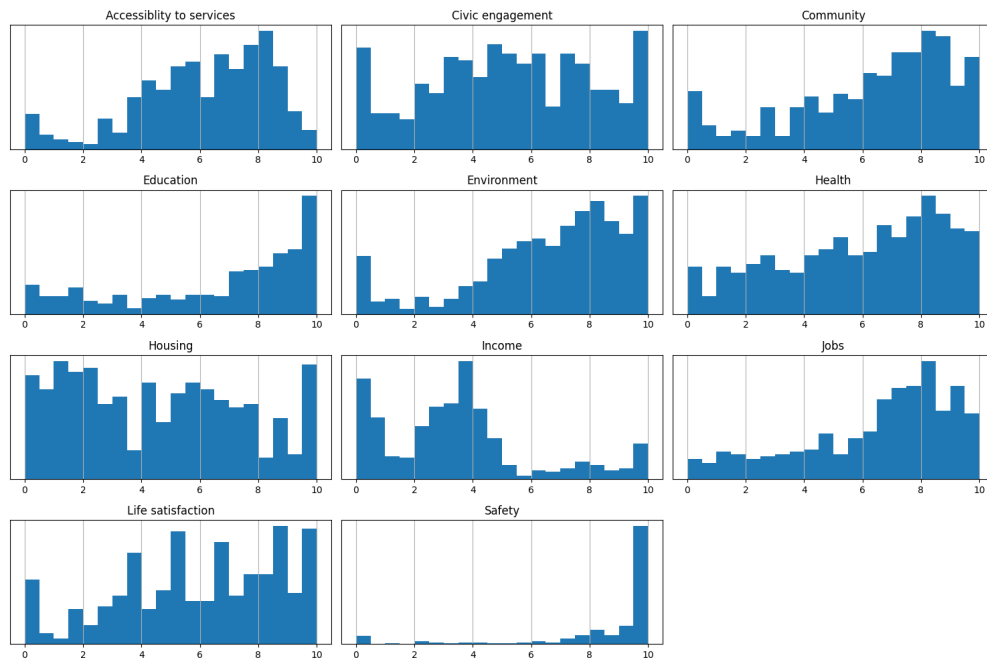 Accessiblity to services
Civic engagement
Community
0 2 4 6 8 10
0 2 4 6 8 10
0 2 4 6 8 10
Education
Environment
Health
0 2 4 6 8 10
0 2 4 6 8 10
0 2 4 6 8 10
Housing
Income
Jobs
0 2 4 6 8 10
0 2 4 6 8 10
0 2 4 6 8 10
Life satisfaction
Safety
0 2 4 6 8 10
0 2 4 6 8 10